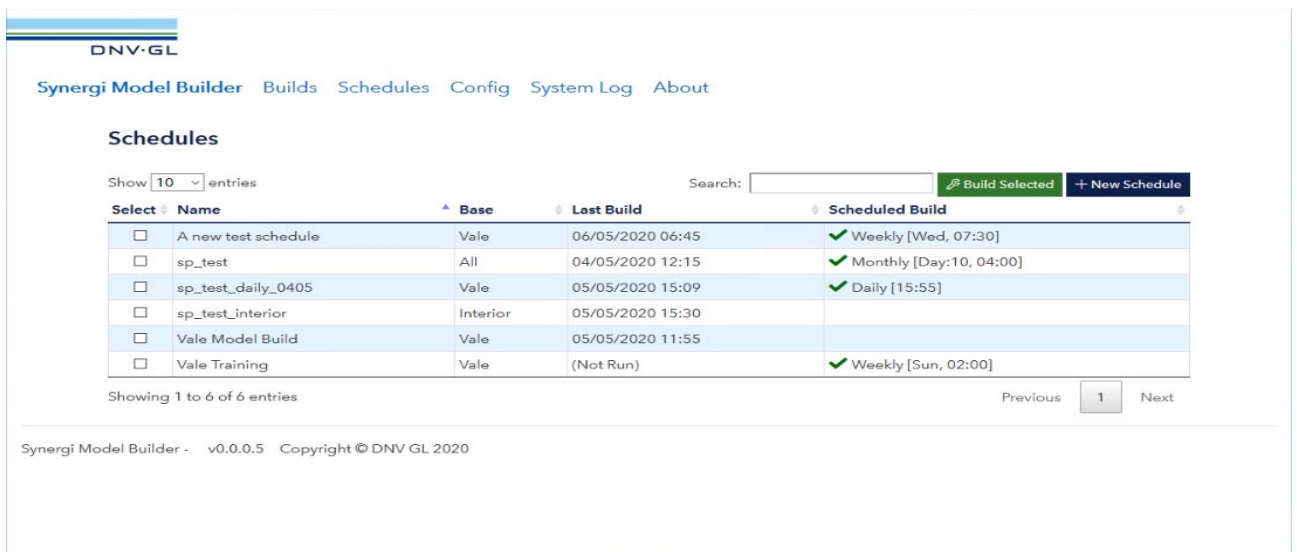 DNV·GL
Synergi Model Builder Builds Schedules Config System Log About
Schedules
Show 10 entries Search: Build Selected + New Schedule
Select Name Base Last Build Scheduled Build
A new test schedule Vale 06/05/2020 06:45 Weekly [Wed, 07:30]
sp_test All 04/05/2020 12:15 Monthly [Day:10, 04:00]
sp_test_daily_0405 Vale 05/05/2020 15:09 Daily [15:55]
sp_test_interior Interior 05/05/2020 15:30
Vale Model Build Vale 05/05/2020 11:55
Vale Training Vale (Not Run) Weekly [Sun, 02:00]
Showing 1 to 6 of 6 entries Previous 1 Next
Synergi Model Builder - v0.0.0.5 Copyright © DNV GL 2020